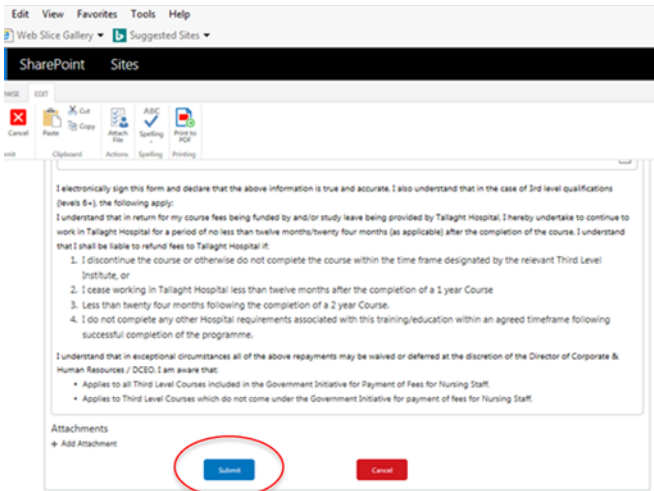 Edit View Favorites Tools Help
Web Slice Gallery Suggested Sites
SharePoint Sites
EDIT
Cancel Paste Cut Copy Attach File ABC Spelling Print to PDF
Clipboard Actions Spelling Printing
I electronically sign this form and declare that the above information is true and accurate. I also understand that in the case of 3rd level qualifications
(levels 6+), the following apply:
I understand that in return for my course fees being funded by and/or study leave being provided by Tallaght Hospital. I hereby undertake to continue to
work in Tallaght Hospital for a period of no less than twelve months/twenty four months (as applicable) after the completion of the course. I understand
that I shall be liable to refund fees to Tallaght Hospital if:
1. I discontinue the course or otherwise do not complete the course within the time frame designated by the relevant Third Level
Institute, or
2. I cease working in Tallaght Hospital less than twelve months after the completion of a 1 year Course
3. Less than twenty four months following the completion of a 2 year Course.
4. I do not complete any other Hospital requirements associated with this training/education within an agreed timeframe following
successful completion of the programme.
I understand that in exceptional circumstances all of the above repayments may be waived or deferred at the discretion of the Director of Corporate &
Human Resources / DCEO. I am aware that:
• Applies to all Third Level Courses included in the Government Initiative for Payment of Fees for Nursing Staff.
• Applies to Third Level Courses which do not come under the Government Initiative for payment of fees for Nursing Staff.
Attachments
+ Add Attachment
Submit Cancel